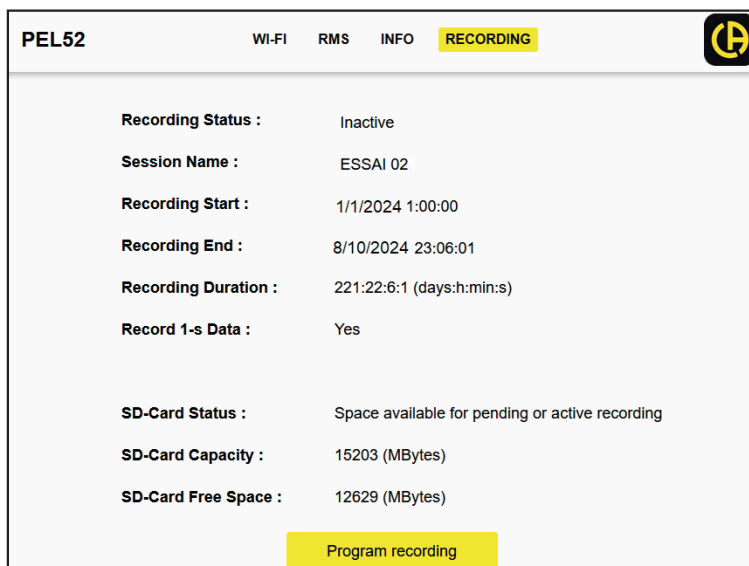 PEL52 WI-FI RMS INFO RECORDING
Recording Status : Inactive
Session Name : ESSAI 02
Recording Start : 1/1/2024 1:00:00
Recording End : 8/10/2024 23:06:01
Recording Duration : 221:22:6:1 (days:h:min:s)
Record 1-s Data : Yes
SD-Card Status : Space available for pending or active recording
SD-Card Capacity : 15203 (MBytes)
SD-Card Free Space : 12629 (MBytes)
Program recording